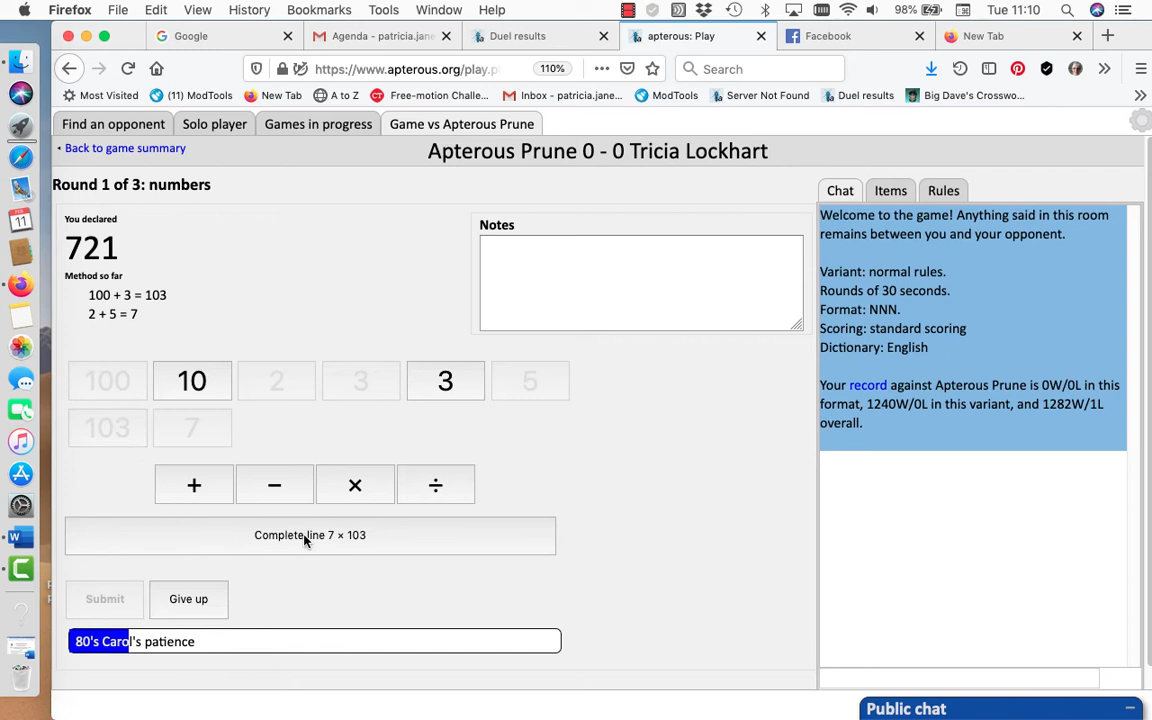 Firefox File Edit View History Bookmarks Tools Window Help 98% Tue 11:10
Google Agenda - patricia.jane Duel results apterous: Play Facebook New Tab
https://www.apterous.org/play.p 110% Search
Most Visited (11) ModTools New Tab A to Z Free-motion Challe... Inbox - patricia.jane... ModTools Server Not Found Duel results Big Dave's Crosswo...
Find an opponent Solo player Games in progress Game vs Apterous Prune
Back to game summary
Apterous Prune 0 - 0 Tricia Lockhart
Round 1 of 3: numbers
You declared
721
Method so far
100 + 3 = 103
2 + 5 = 7
Notes
100 10 2 3 3 5
103 7
+ − × ÷
Complete line 7 × 103
Submit Give up
80's Carol's patience
Chat Items Rules
Welcome to the game! Anything said in this room
remains between you and your opponent.
Variant: normal rules.
Rounds of 30 seconds.
Format: NNN.
Scoring: standard scoring
Dictionary: English
Your record against Apterous Prune is 0W/0L in this
format, 1240W/0L in this variant, and 1282W/1L
overall.
Public chat